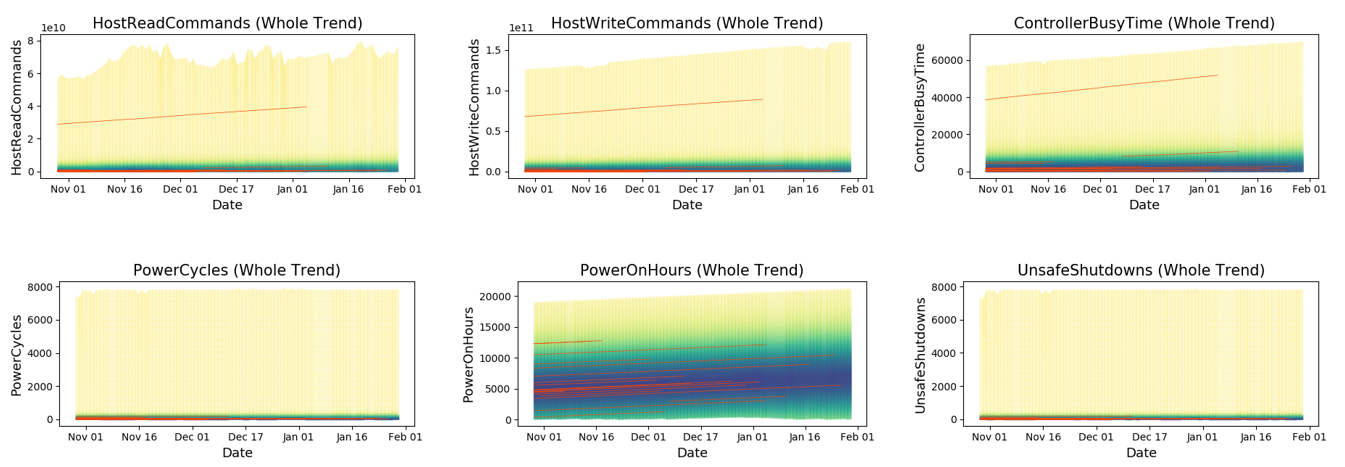 HostReadCommands (Whole Trend)
1e10
HostReadCommands
8
6
4
2
0
Nov 01 Nov 16 Dec 01 Dec 17 Jan 01 Jan 16 Feb 01
Date
HostWriteCommands (Whole Trend)
1e11
HostWriteCommands
1.5
1.0
0.5
0.0
Nov 01 Nov 16 Dec 01 Dec 17 Jan 01 Jan 16 Feb 01
Date
ControllerBusyTime (Whole Trend)
ControllerBusyTime
60000
40000
20000
0
Nov 01 Nov 16 Dec 01 Dec 17 Jan 01 Jan 16 Feb 01
Date
PowerCycles (Whole Trend)
PowerCycles
8000
6000
4000
2000
0
Nov 01 Nov 16 Dec 01 Dec 17 Jan 01 Jan 16 Feb 01
Date
PowerOnHours (Whole Trend)
PowerOnHours
20000
15000
10000
5000
0
Nov 01 Nov 16 Dec 01 Dec 17 Jan 01 Jan 16 Feb 01
Date
UnsafeShutdowns (Whole Trend)
UnsafeShutdowns
8000
6000
4000
2000
0
Nov 01 Nov 16 Dec 01 Dec 17 Jan 01 Jan 16 Feb 01
Date